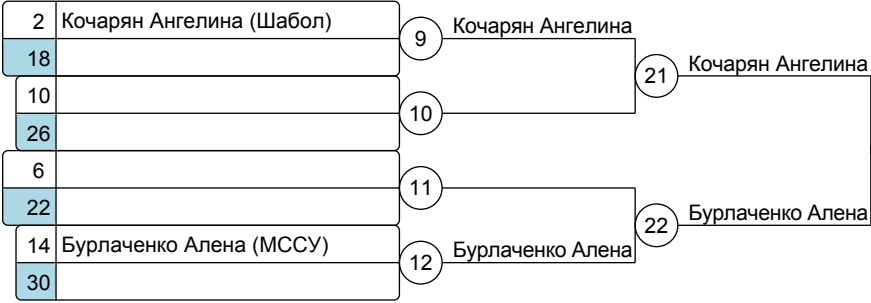 2 Кочарян Ангелина (Шабол)
9 Кочарян Ангелина
18
21 Кочарян Ангелина
10
10
26
6
11
22
22 Бурлаченко Алена
14 Бурлаченко Алена (МССУ)
12 Бурлаченко Алена
30